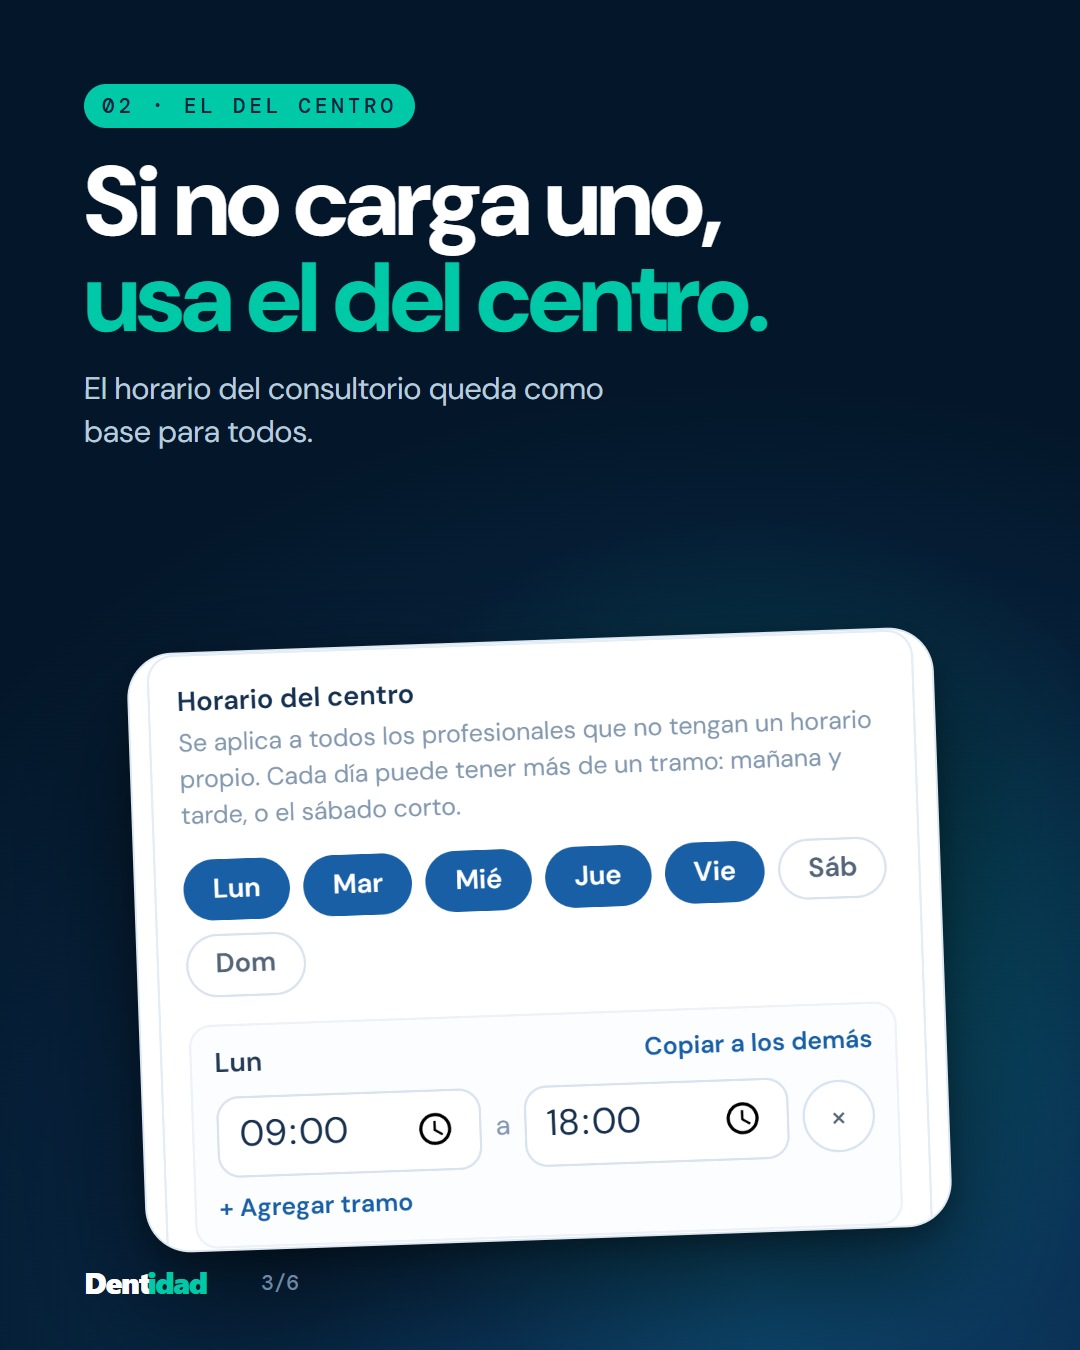 02 · EL DEL CENTRO
Si no carga uno,
usa el del centro.
El horario del consultorio queda como
base para todos.
Horario del centro
Se aplica a todos los profesionales que no tengan un horario
propio. Cada día puede tener más de un tramo: mañana y
tarde, o el sábado corto.
Lun Mar Mié Jue Vie Sáb
Dom
Lun Copiar a los demás
09:00 a 18:00 ×
+ Agregar tramo
Dentidad 3/6